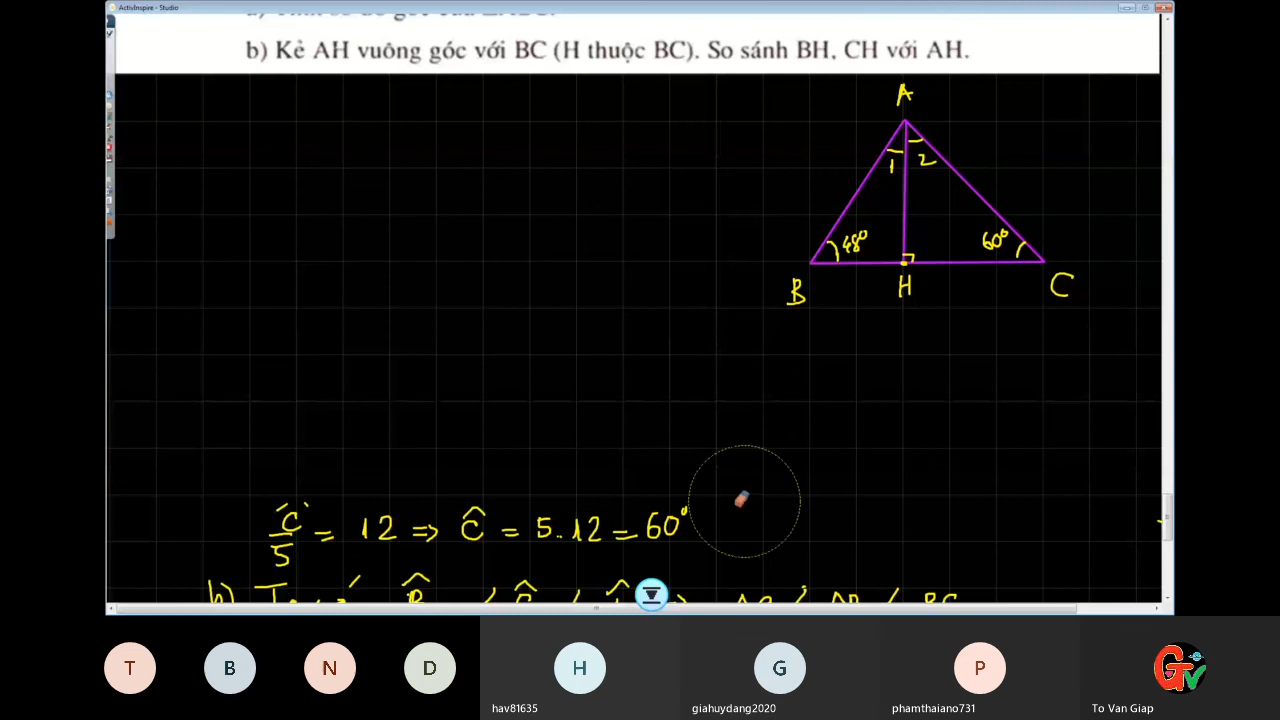 ActivInspire - Studio
b) Kẻ AH vuông góc với BC (H thuộc BC). So sánh BH, CH với AH.
A
1 2
48° 60°
B H C
Ĉ/5 = 12 => Ĉ = 5.12 = 60°
T B N D H G P
hav81635 giahuydang2020 phamthaiano731 To Van Giap